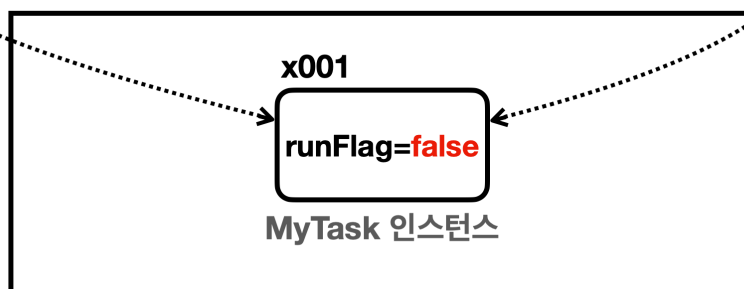 x001
runFlag=false
MyTask 인스턴스